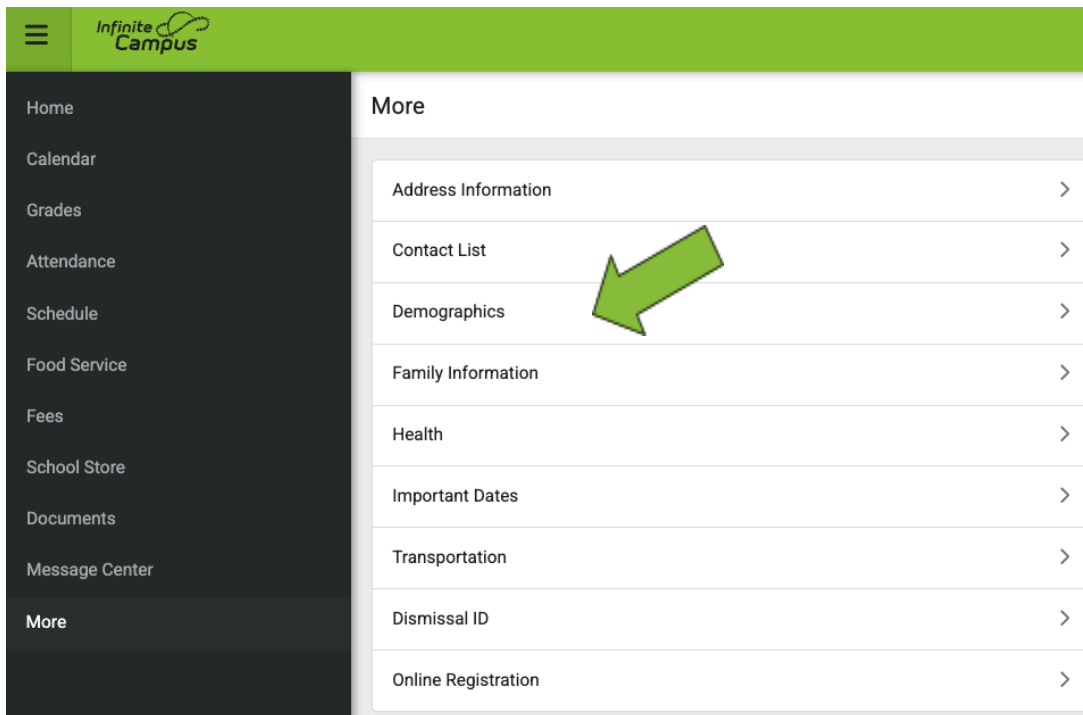 Infinite
Campus
Home
Calendar
Grades
Attendance
Schedule
Food Service
Fees
School Store
Documents
Message Center
More
More
Address Information
Contact List
Demographics
Family Information
Health
Important Dates
Transportation
Dismissal ID
Online Registration